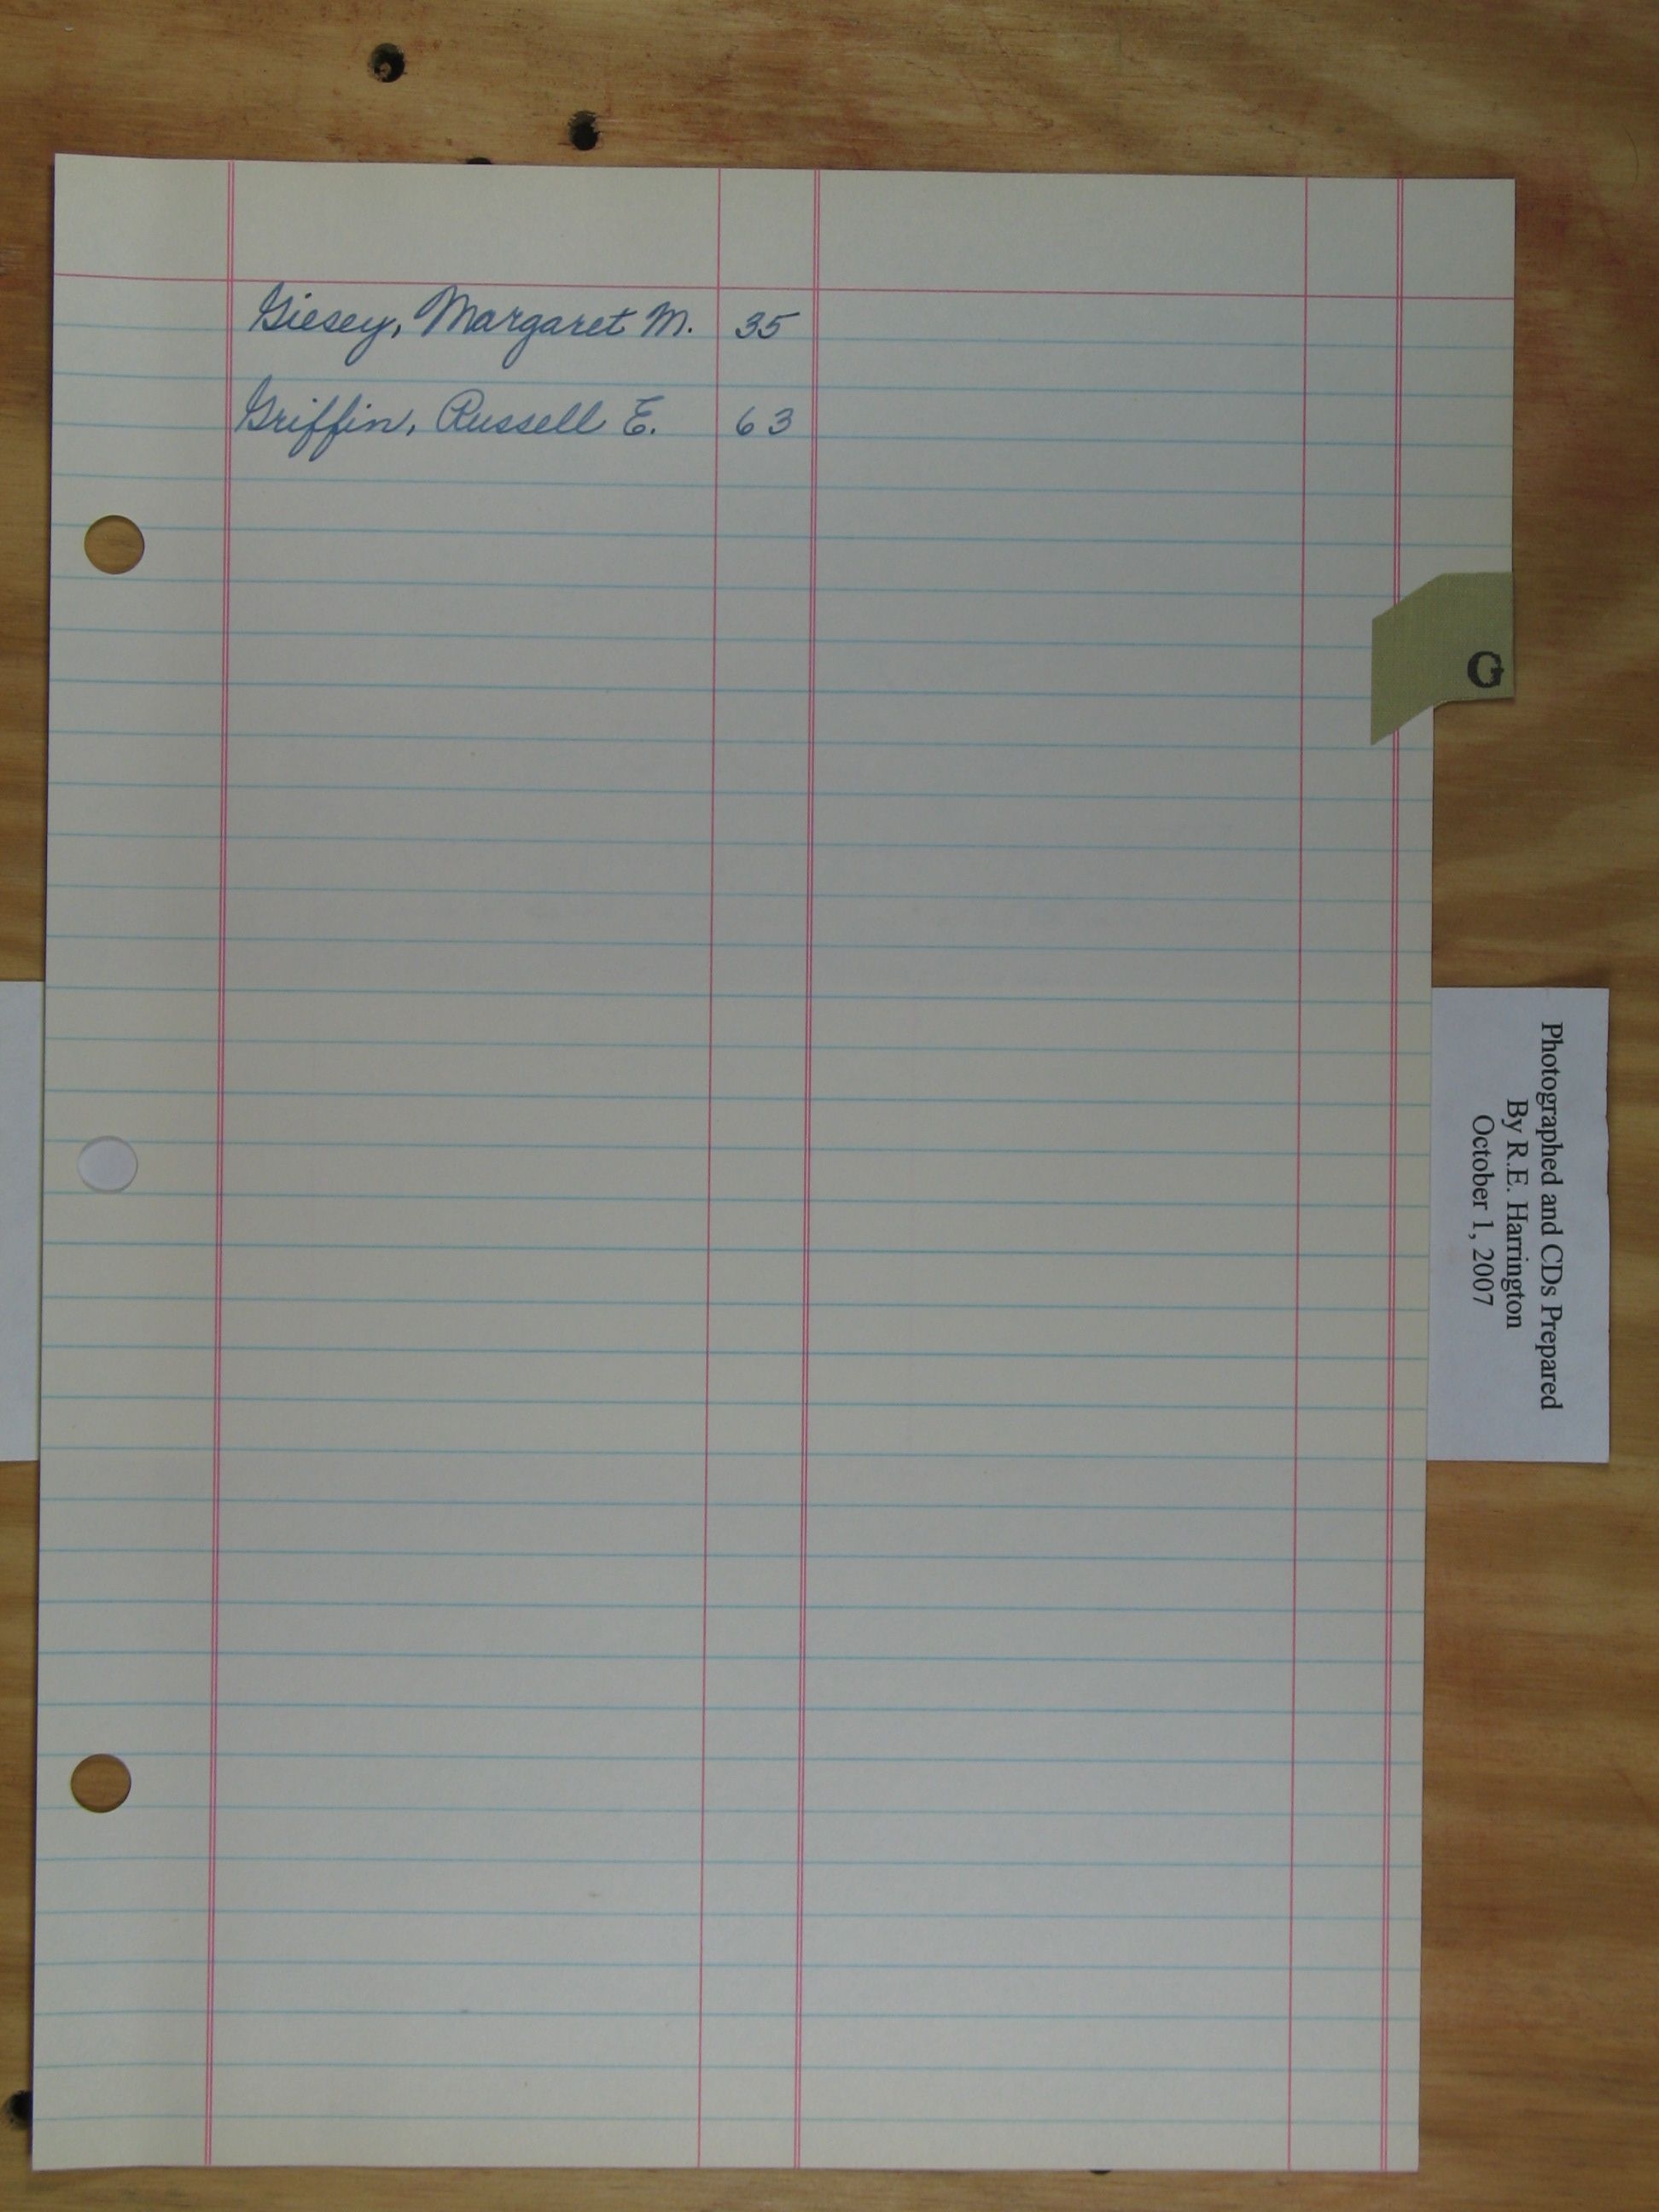 Giesey, Margaret M. 35
Griffin, Russell E. 63
G
Photographed and CDs Prepared
By R.E. Harrington
October 1, 2007